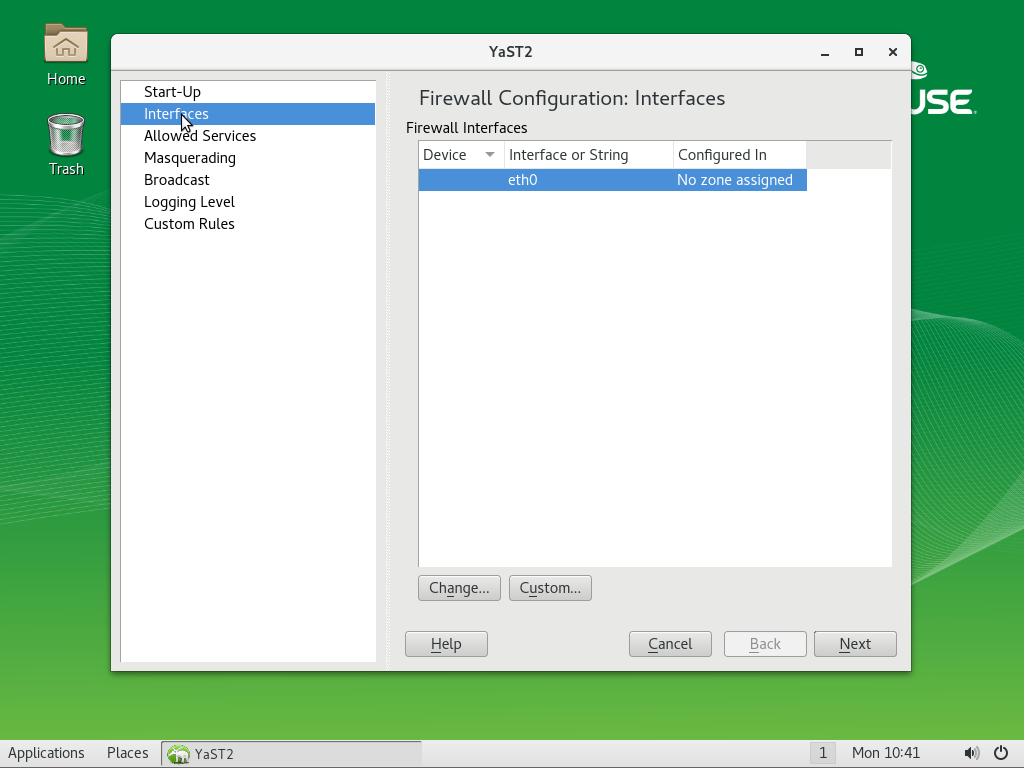 Home
Trash
USE
YaST2
Start-Up
Interfaces
Allowed Services
Masquerading
Broadcast
Logging Level
Custom Rules
Firewall Configuration: Interfaces
Firewall Interfaces
Device Interface or String Configured In
eth0 No zone assigned
Change... Custom...
Help Cancel Back Next
Applications Places YaST2 1 Mon 10:41